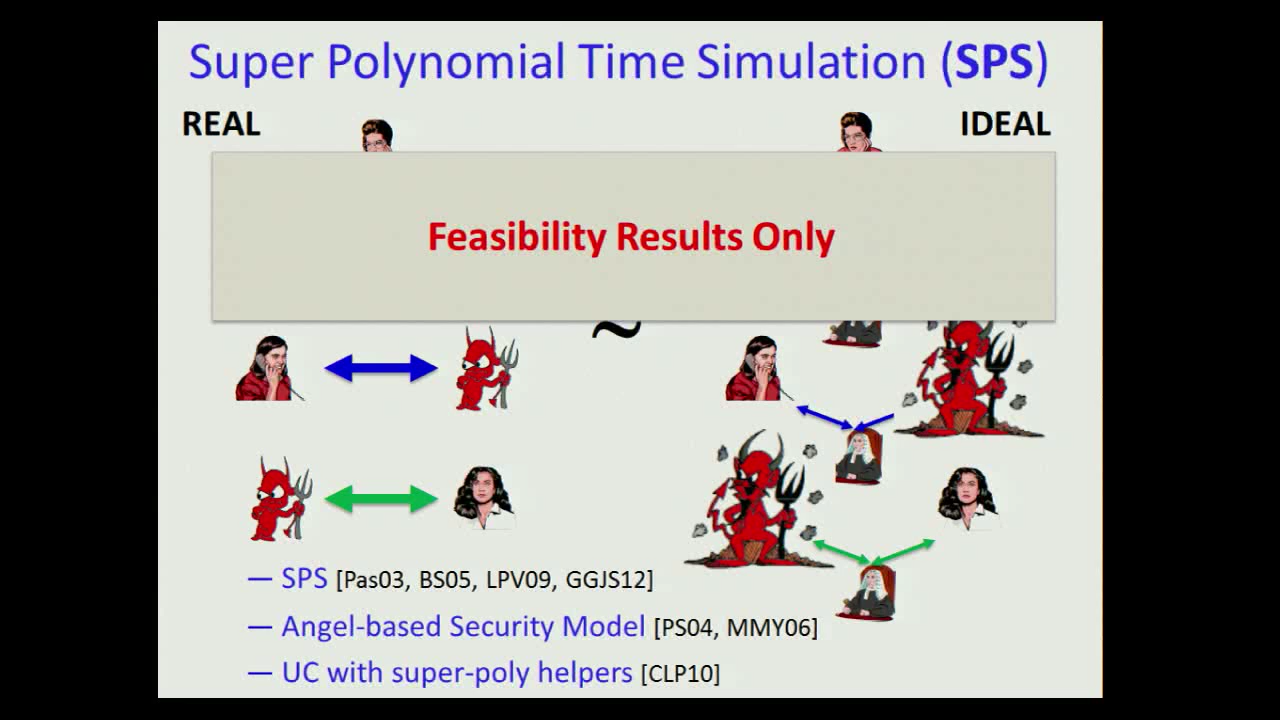 Super Polynomial Time Simulation (SPS)
REAL
IDEAL
Feasibility Results Only
~
— SPS [Pas03, BS05, LPV09, GGJS12]
— Angel-based Security Model [PS04, MMY06]
— UC with super-poly helpers [CLP10]